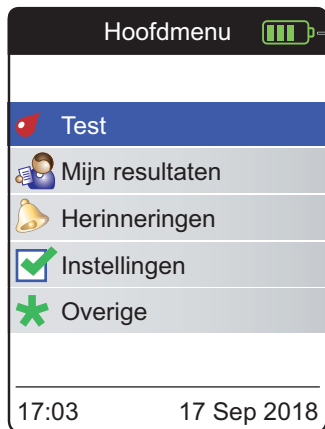 Hoofdmenu
Test
Mijn resultaten
Herinneringen
Instellingen
Overige
17:03 17 Sep 2018